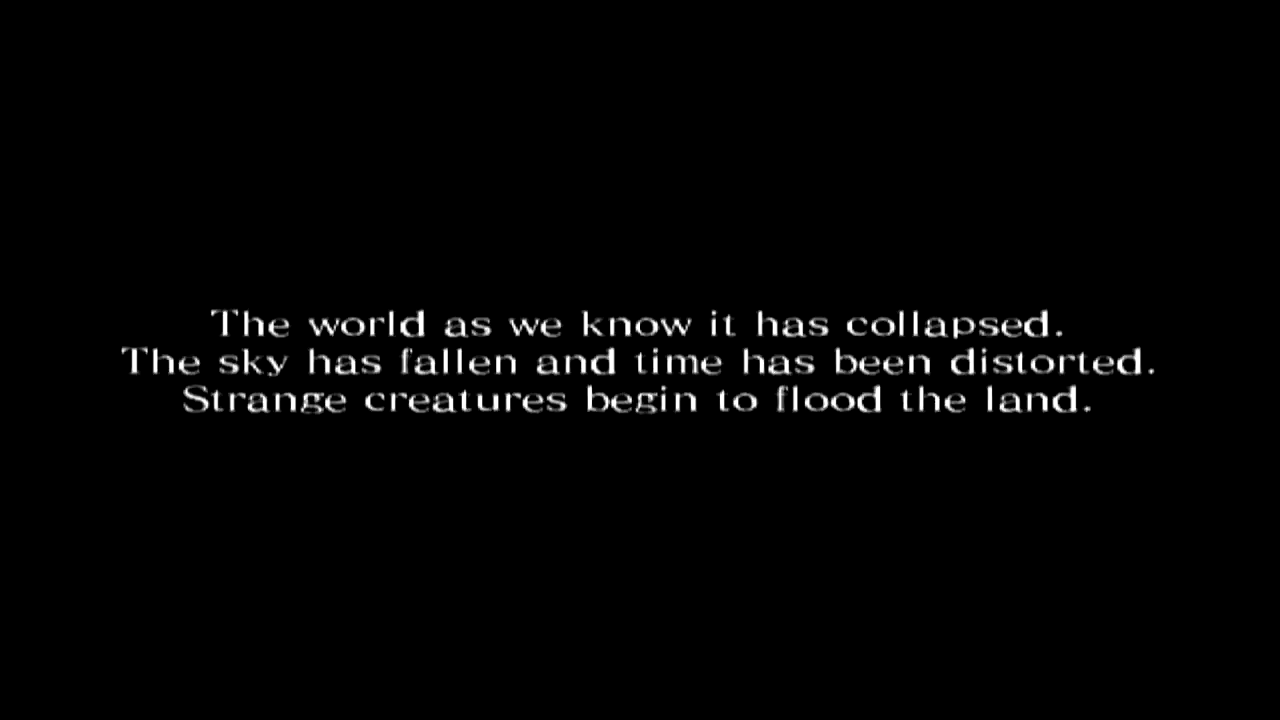 The world as we know it has collapsed.
The sky has fallen and time has been distorted.
Strange creatures begin to flood the land.